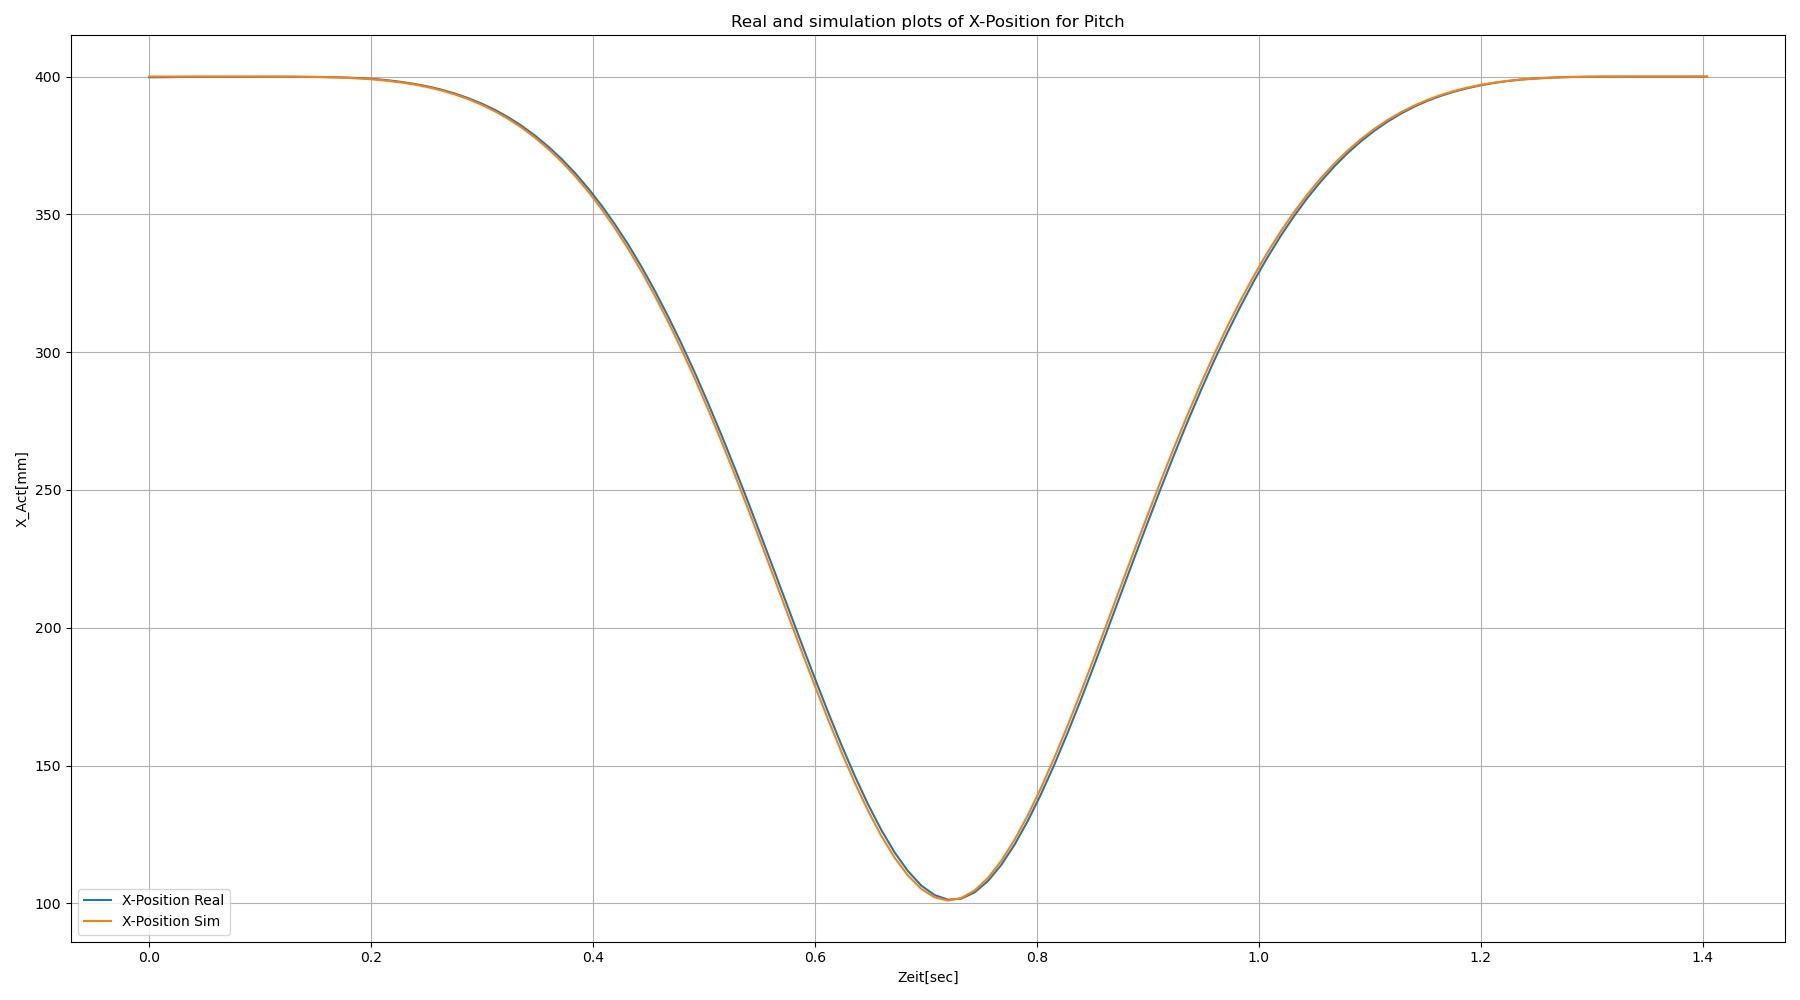 Real and simulation plots of X-Position for Pitch
400
350
300
250
200
150
100
X_Act[mm]
X-Position Real
X-Position Sim
0.0 0.2 0.4 0.6 0.8 1.0 1.2 1.4
Zeit[sec]